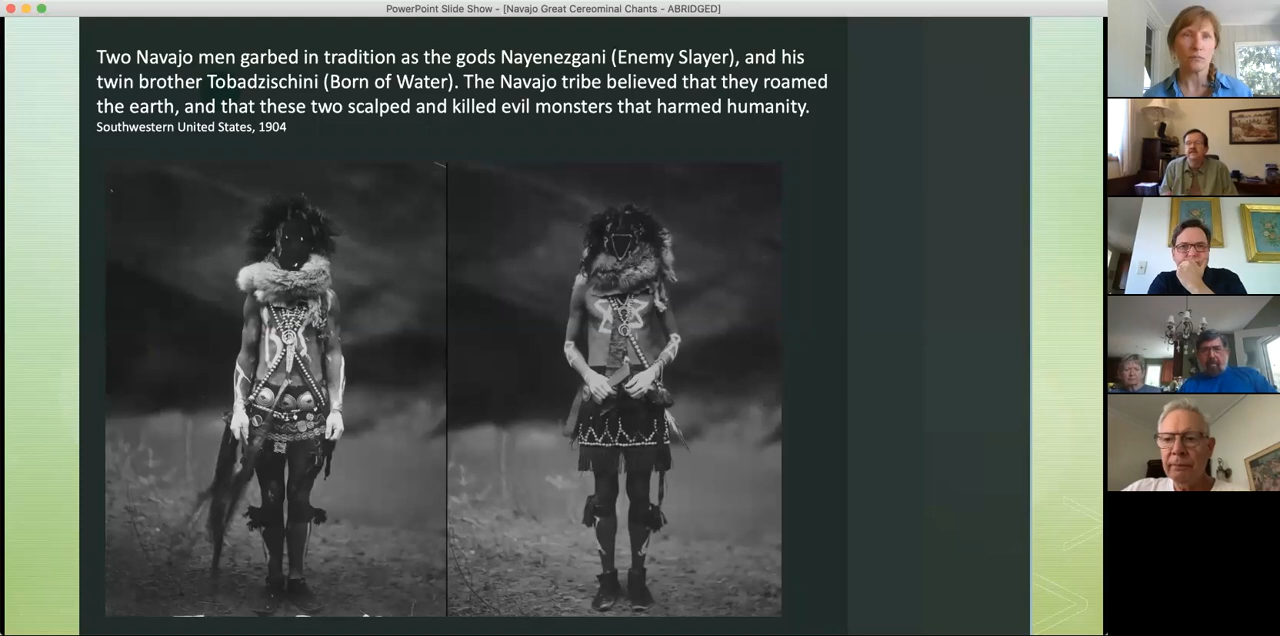 PowerPoint Slide Show - [Navajo Great Cereominal Chants - ABRIDGED]
Two Navajo men garbed in tradition as the gods Nayenezgani (Enemy Slayer), and his
twin brother Tobadzischini (Born of Water). The Navajo tribe believed that they roamed
the earth, and that these two scalped and killed evil monsters that harmed humanity.
Southwestern United States, 1904